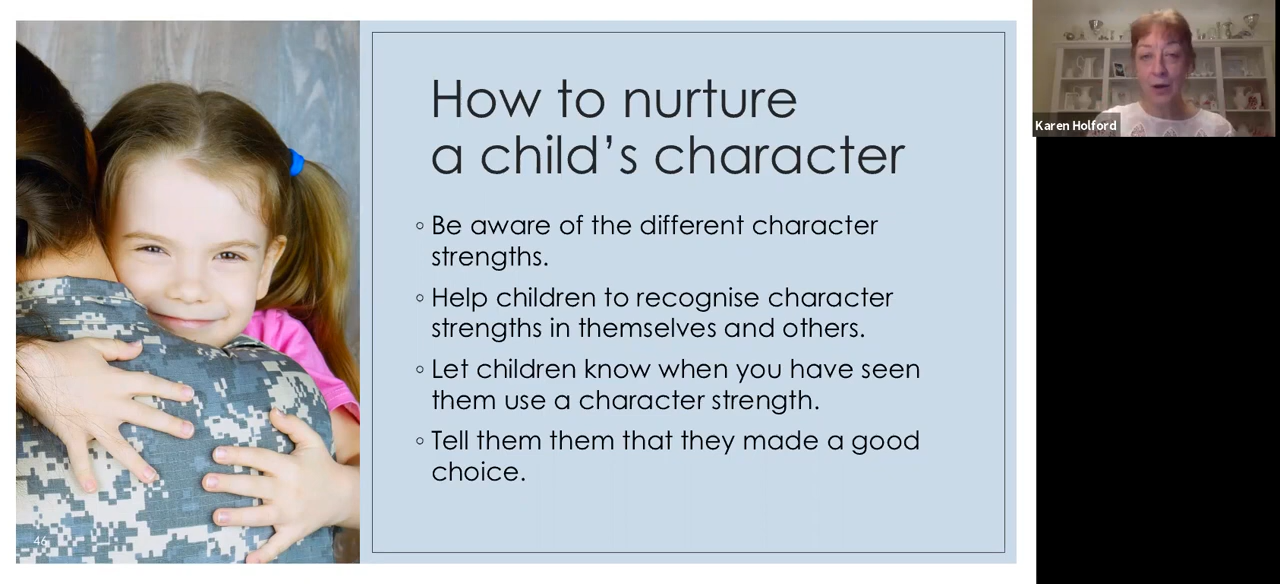 How to nurture
a child’s character
◦ Be aware of the different character
strengths.
◦ Help children to recognise character
strengths in themselves and others.
◦ Let children know when you have seen
them use a character strength.
◦ Tell them them that they made a good
choice.
46
Karen Holford